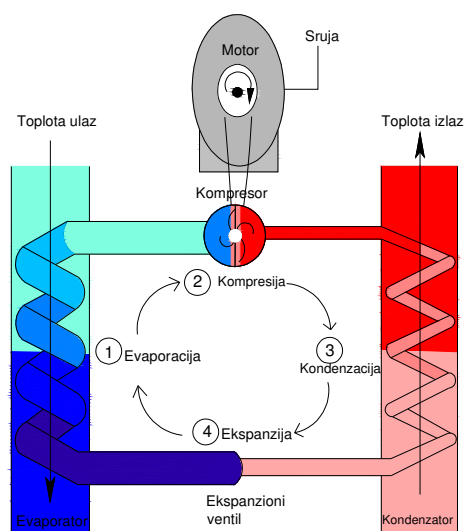 Motor
Sruja
Toplota ulaz
Toplota izlaz
Kompresor
2 Kompresija
1 Evaporacija
3
Kondenzacija
4 Ekspanzija
Evaporator
Ekspanzioni
ventil
Kondenzator